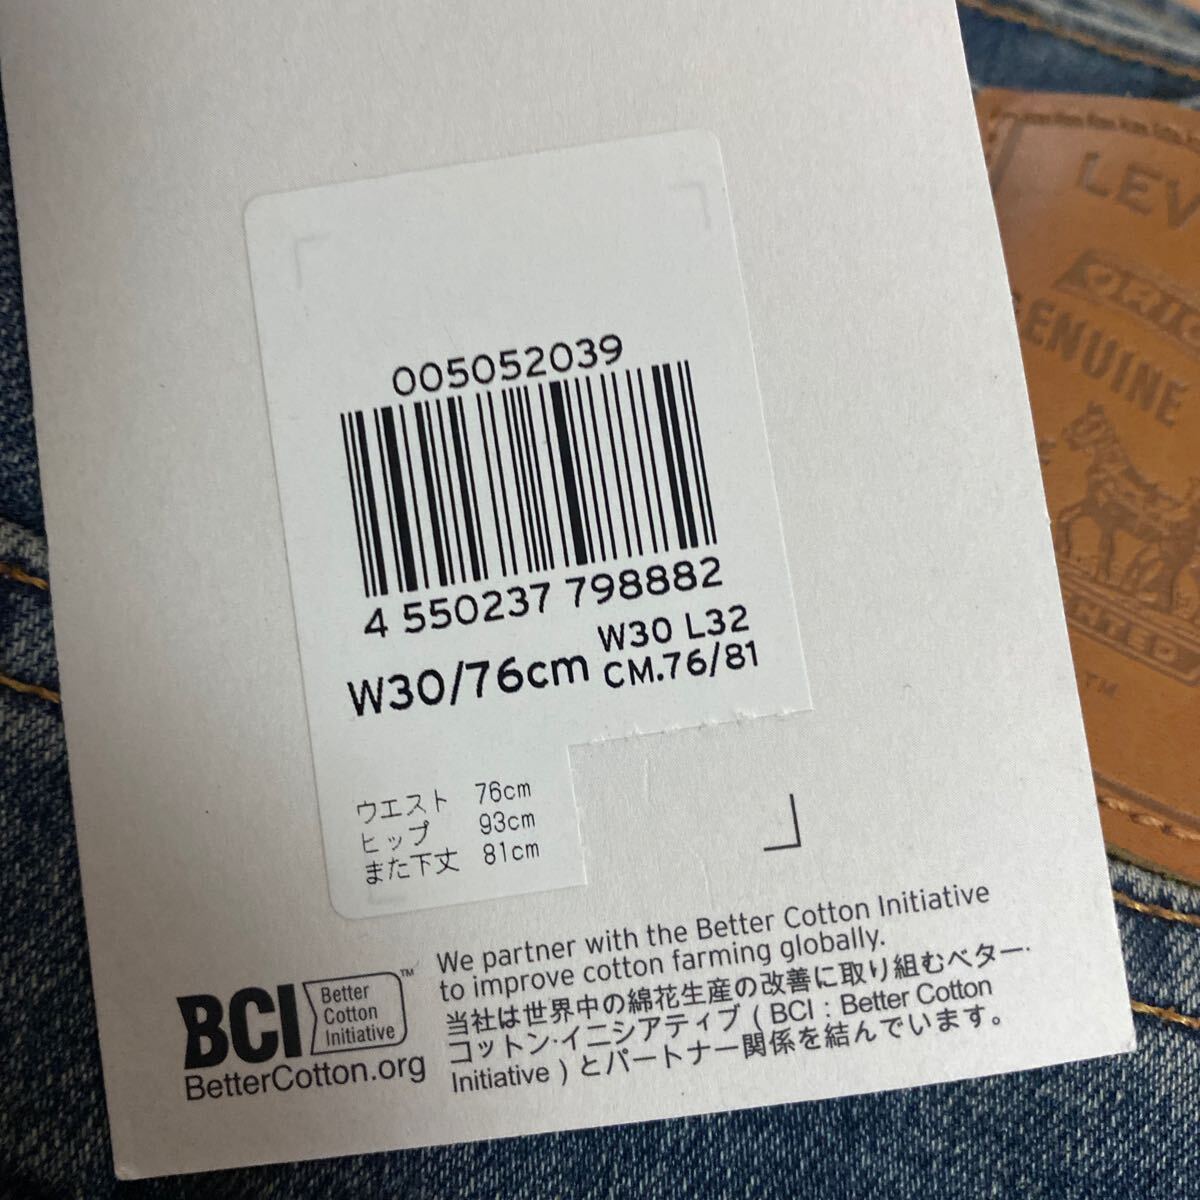 005052039
4 550237 798882
W30/76cm
W30 L32
CM.76/81
ウエスト 76cm
ヒップ 93cm
また下丈 81cm
BCI
Better
Cotton
Initiative
™
BetterCotton.org
We partner with the Better Cotton Initiative
to improve cotton farming globally.
当社は世界中の綿花生産の改善に取り組むベター·
コットン·イニシアティブ ( BCI : Better Cotton
Initiative ) とパートナー関係を結んでいます。
LEV
ORIG
GENUINE
NTED
™